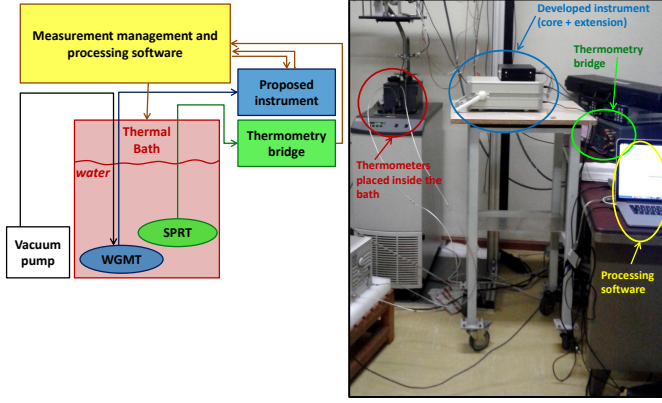 Measurement management and
processing software
Proposed
instrument
Thermometry
bridge
Thermal
Bath
water
SPRT
WGMT
Vacuum
pump
Developed instrument
(core + extension)
Thermometry
bridge
Thermometers
placed inside the
bath
Processing
software